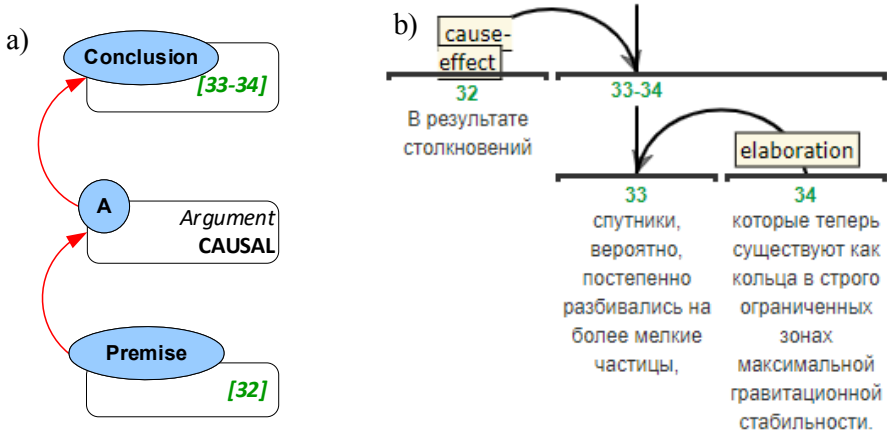 a)
Conclusion
[33-34]
A
Argument
CAUSAL
Premise
[32]
b)
cause-
effect
32
33-34
В результате
столкновений
elaboration
33
спутники,
вероятно,
постепенно
разбивались на
более мелкие
частицы,
34
которые теперь
существуют как
кольца в строго
ограниченных
зонах
максимальной
гравитационной
стабильности.